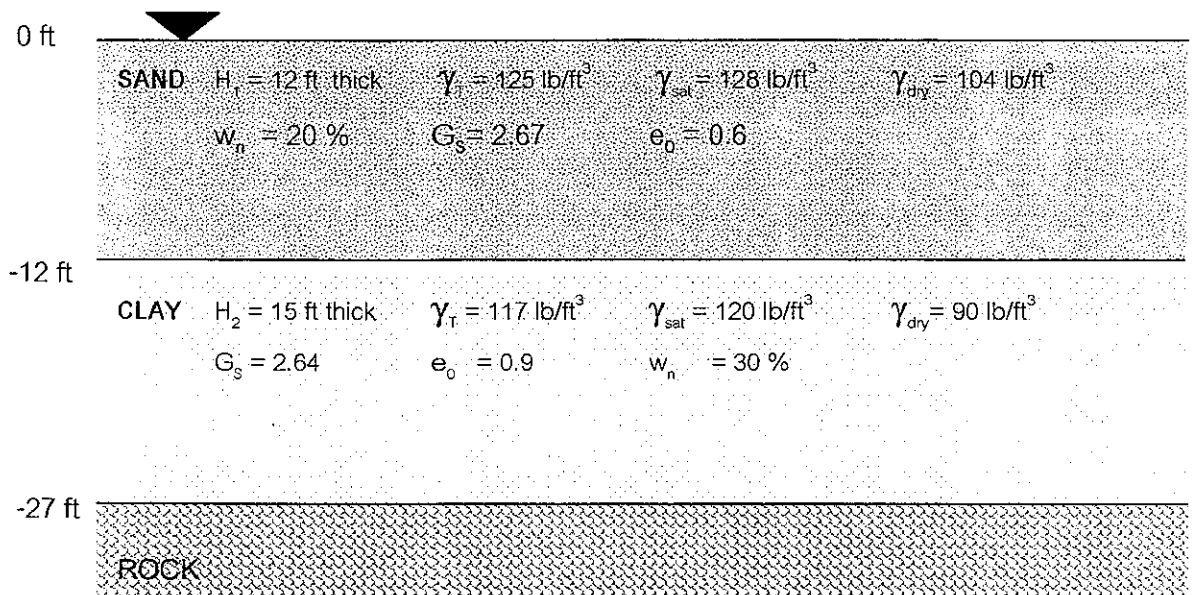 0 ft
SAND H₁ = 12 ft thick γ_T = 125 lb/ft³ γ_sat = 128 lb/ft³ γ_dry = 104 lb/ft³
w_n = 20 % G_S = 2.67 e_0 = 0.6
-12 ft
CLAY H₂ = 15 ft thick γ_T = 117 lb/ft³ γ_sat = 120 lb/ft³ γ_dry = 90 lb/ft³
G_S = 2.64 e_0 = 0.9 w_n = 30 %
-27 ft
ROCK